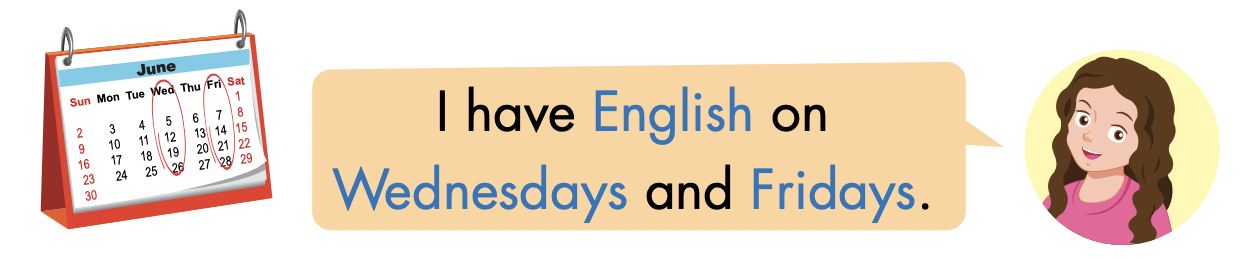 June
Sun Mon Tue Wed Thu Fri Sat
1
2 3 4 5 6 7 8
9 10 11 12 13 14 15
16 17 18 19 20 21 22
23 24 25 26 27 28 29
30
I have English on
Wednesdays and Fridays.